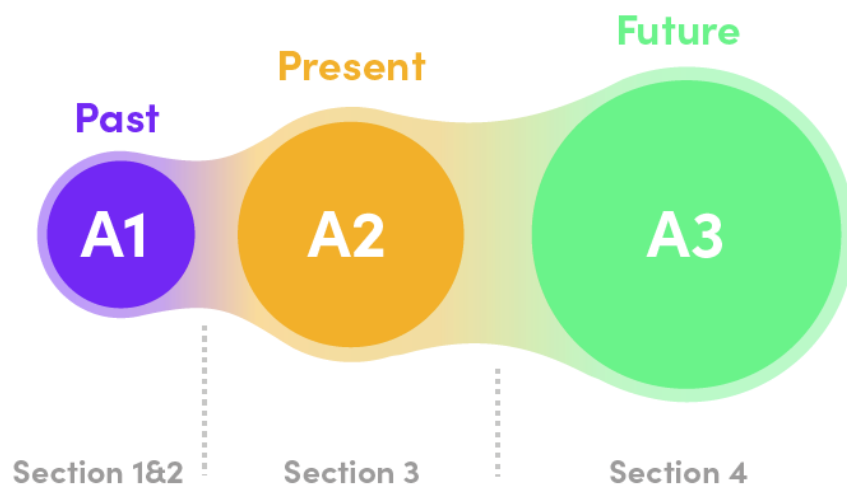 Future
Present
Past
A1
A2
A3
Section 1&2
Section 3
Section 4